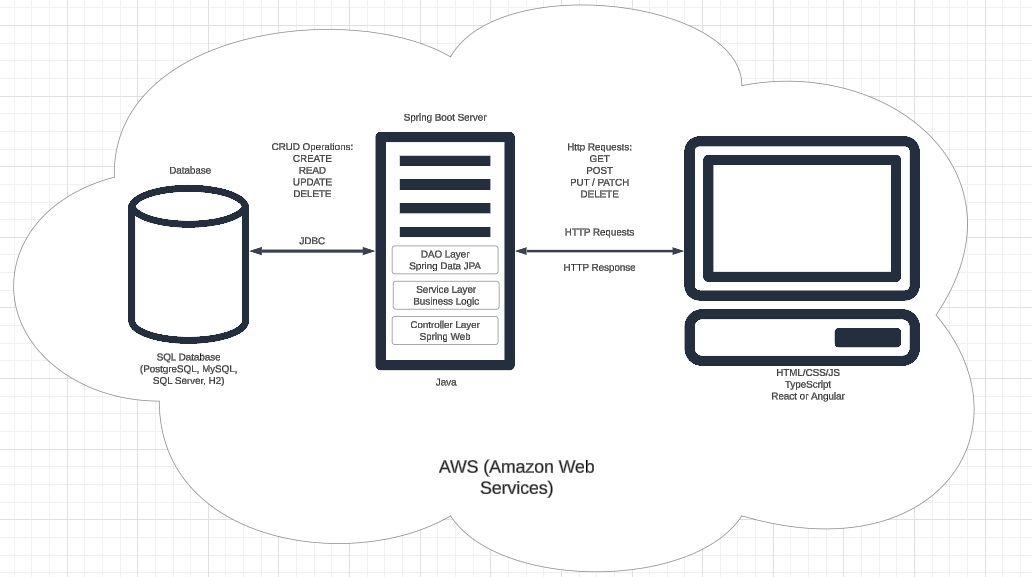 Spring Boot Server
CRUD Operations:
CREATE
READ
UPDATE
DELETE
Http Requests:
GET
POST
PUT / PATCH
DELETE
Database
JDBC
HTTP Requests
HTTP Response
DAO Layer
Spring Data JPA
Service Layer
Business Logic
Controller Layer
Spring Web
SQL Database
(PostgreSQL, MySQL,
SQL Server, H2)
Java
HTML/CSS/JS
TypeScript
React or Angular
AWS (Amazon Web
Services)